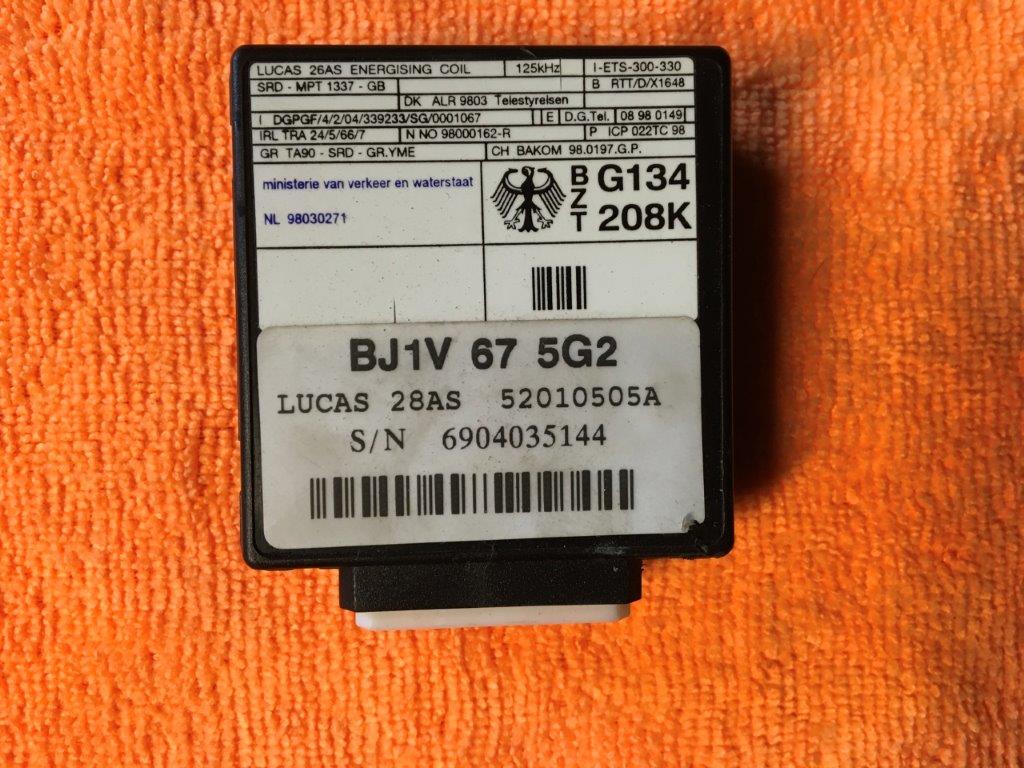 LUCAS 26AS ENERGISING COIL 125kHz I-ETS-300-330
SRD - MPT 1337 - GB B RTT/D/X1648
DK ALR 9803 Telestyrelsen
I DGPGF/4/2/04/339233/SG/0001067 E D.G.Tel. 08 98 0149
IRL TRA 24/5/66/7 N NO 98000162-R P ICP 022TC 98
GR TA90 - SRD - GR.YME CH BAKOM 98.0197.G.P.
ministerie van verkeer en waterstaat
NL 98030271
BZT G134
208K
BJ1V 67 5G2
LUCAS 28AS 52010505A
S/N 6904035144